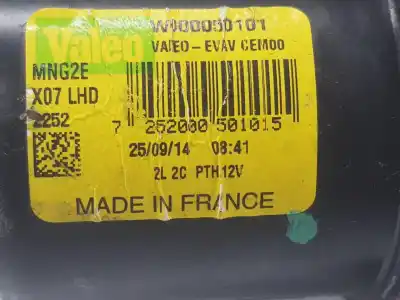 Valeo
W000050101
VALEO-EVAV CEM00
MNG2E
X07 LHD
2252
7 252000 501015
25/09/14 08:41
2L 2C PTH12V
MADE IN FRANCE